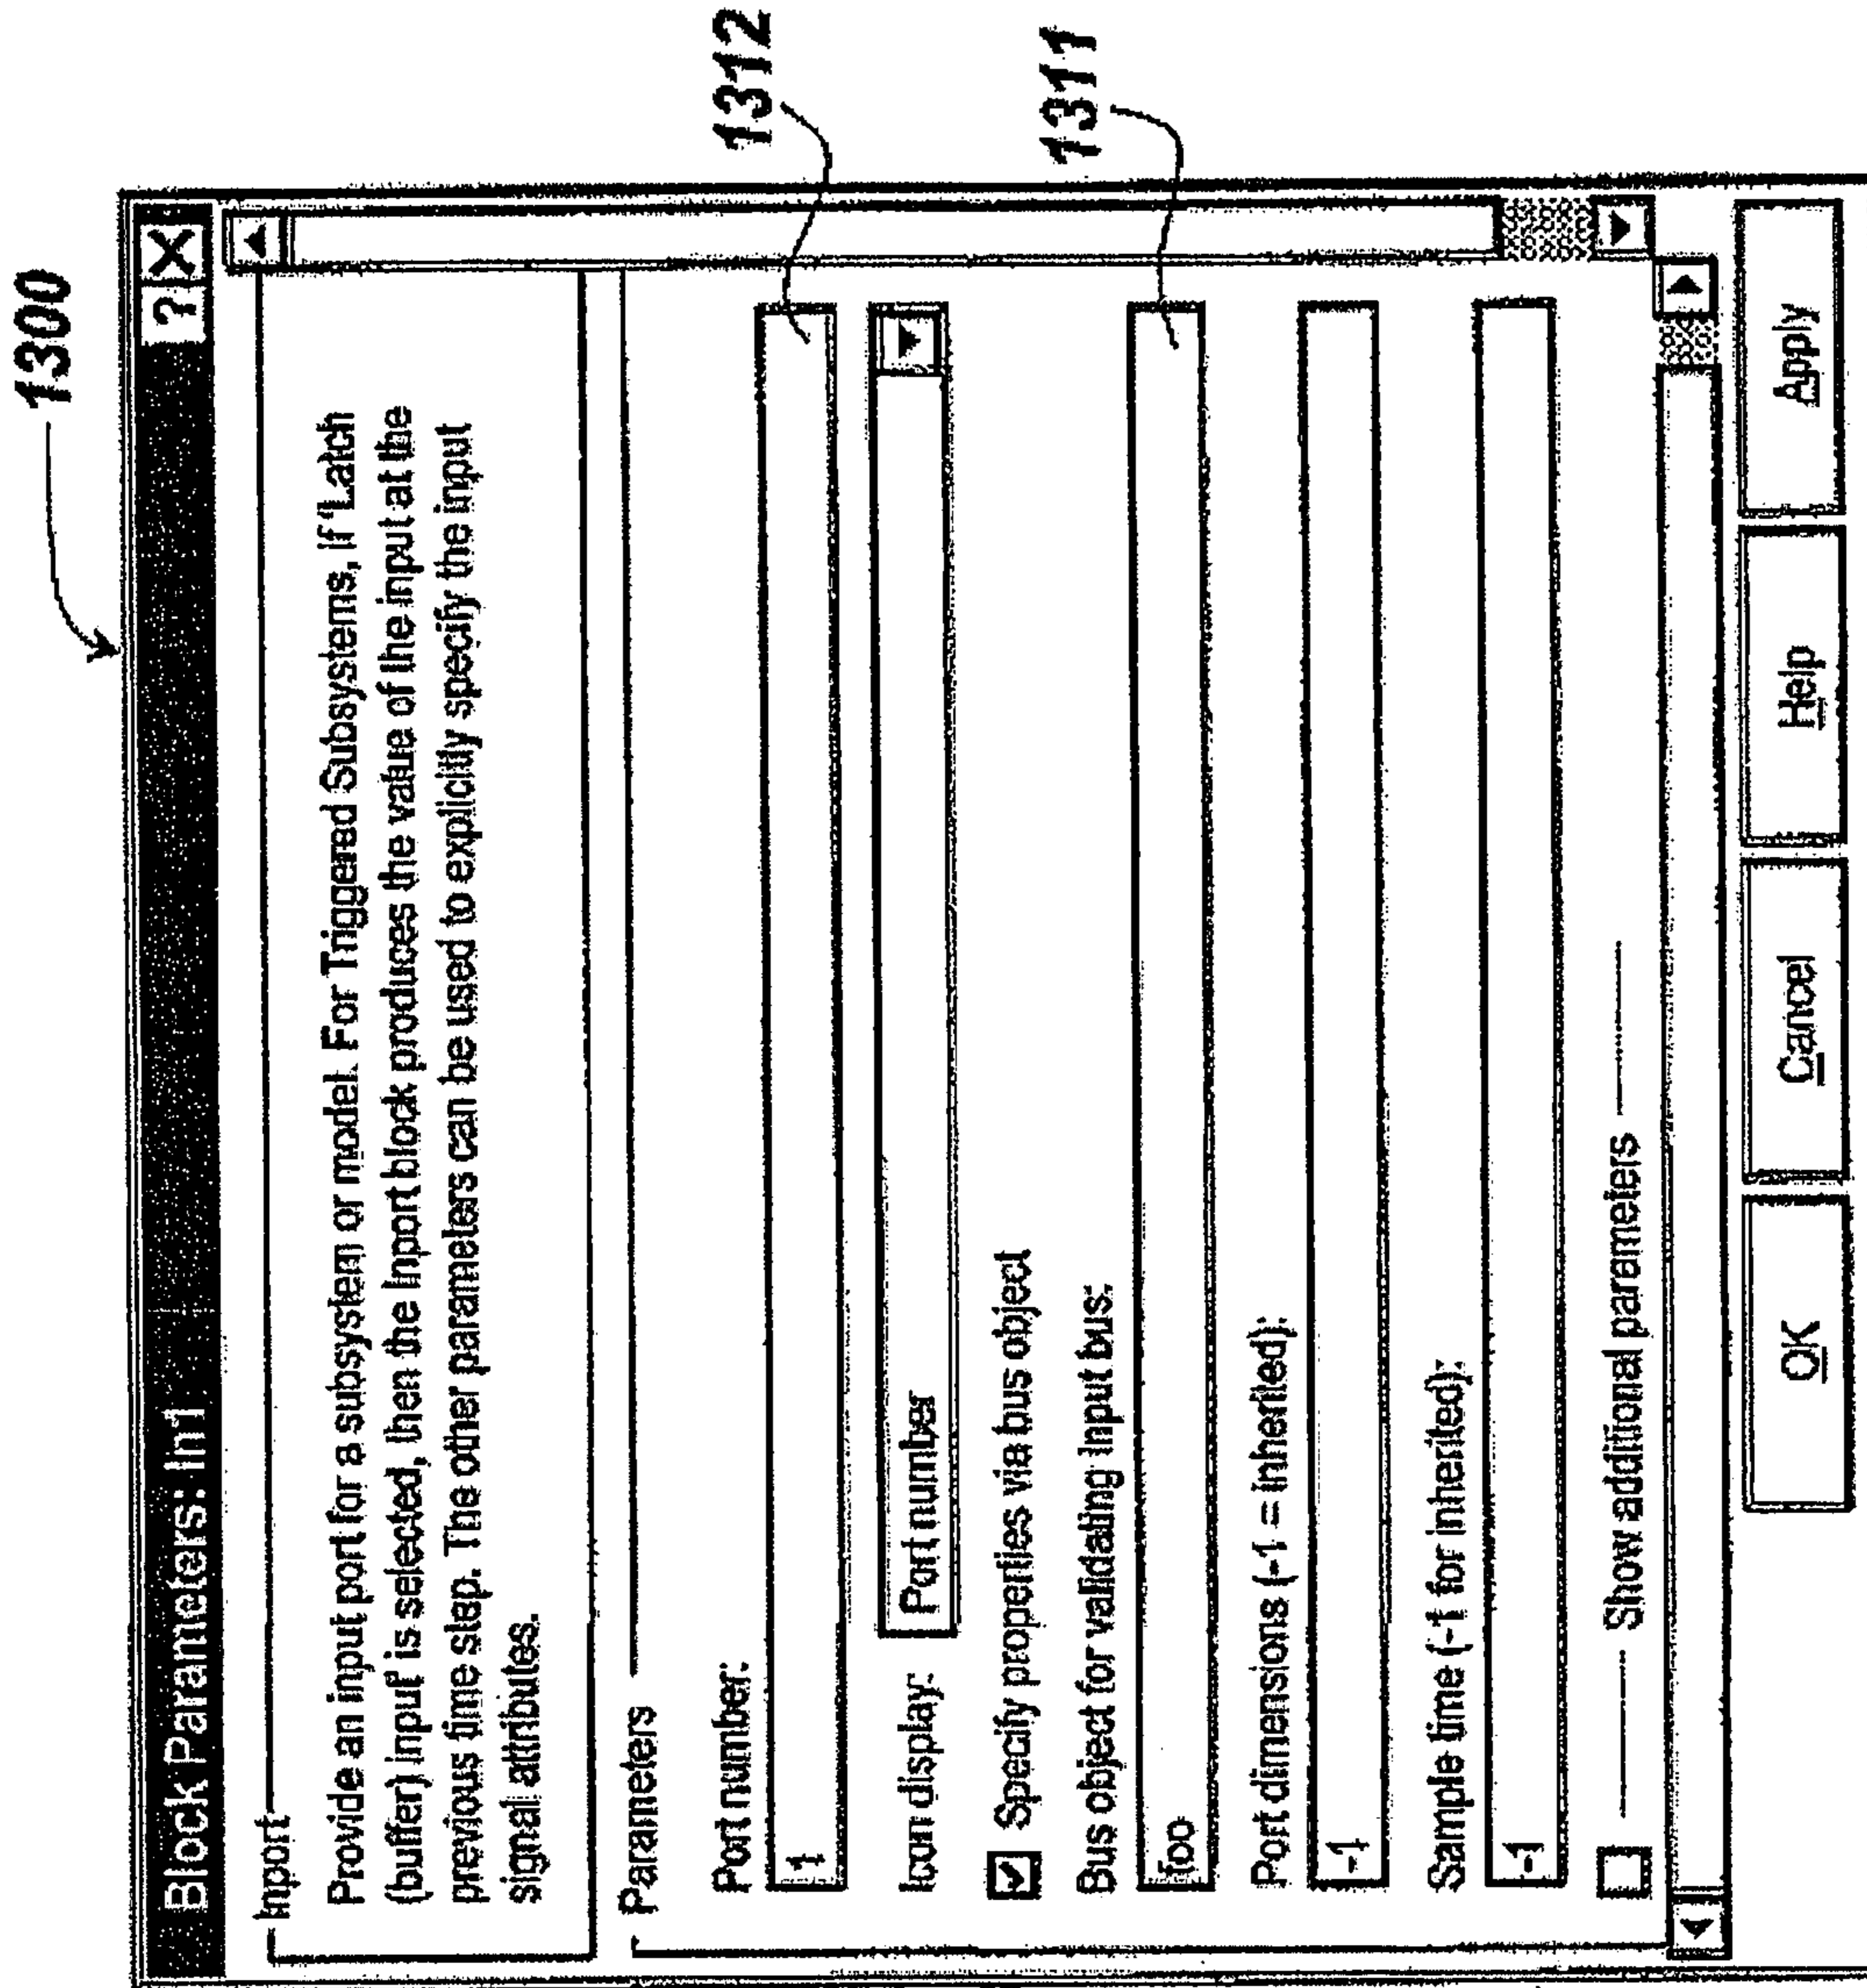 1300
Block Parameters: In1
? X
Inport
Provide an input port for a subsystem or model. For Triggered Subsystems, if 'Latch
(buffer) input' is selected, then the Inport block produces the value of the input at the
previous time step. The other parameters can be used to explicitly specify the input
signal attributes.
Parameters
Port number:
1
1312
Icon display: Port number
Specify properties via bus object
Bus object for validating input bus:
foo
1311
Port dimensions (-1 = inherited):
-1
Sample time (-1 for inherited):
-1
Show additional parameters
OK Cancel Help Apply